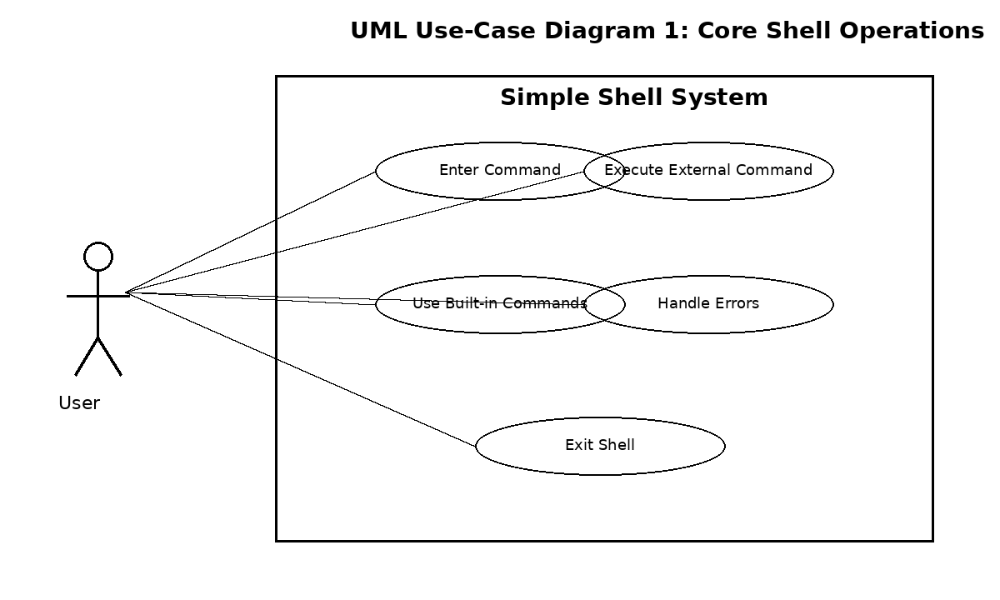 UML Use-Case Diagram 1: Core Shell Operations
Simple Shell System
Enter Command
Execute External Command
Use Built-in Commands
Handle Errors
User
Exit Shell